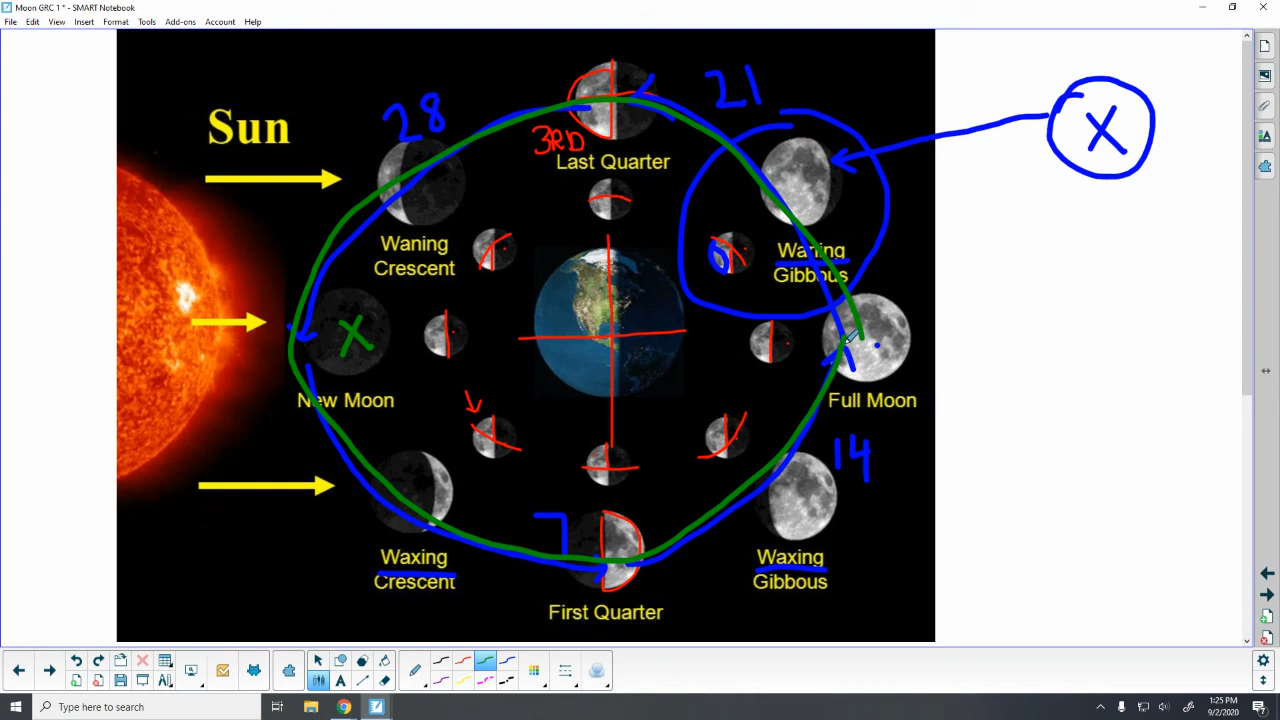 Moon GRC 1 * - SMART Notebook
File Edit View Insert Format Tools Add-ons Account Help
Sun
28
21
3RD
Last Quarter
Waning
Crescent
Waning
Gibbous
X
X
New Moon
Full Moon
14
7
Waxing
Crescent
Waxing
Gibbous
First Quarter
Type here to search
1:25 PM
9/2/2020